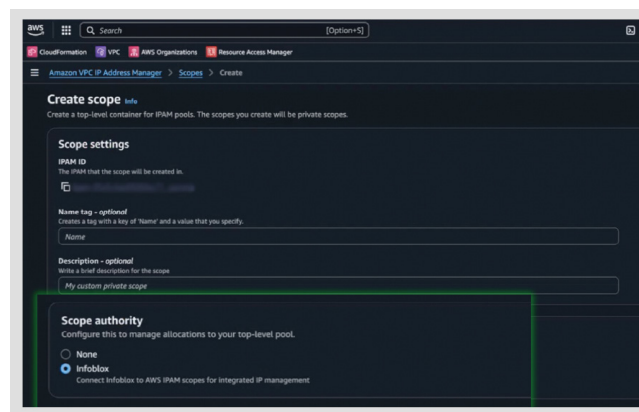 aws
Search
[Option+S]
CloudFormation VPC AWS Organizations Resource Access Manager
Amazon VPC IP Address Manager > Scopes > Create
Create scope Info
Create a top-level container for IPAM pools. The scopes you create will be private scopes.
Scope settings
IPAM ID
The IPAM that the scope will be created in.
Name tag - optional
Creates a tag with a key of 'Name' and a value that you specify.
Name
Description - optional
Write a brief description for the scope
My custom private scope
Scope authority
Configure this to manage allocations to your top-level pool.
None
Infoblox
Connect Infoblox to AWS IPAM scopes for integrated IP management